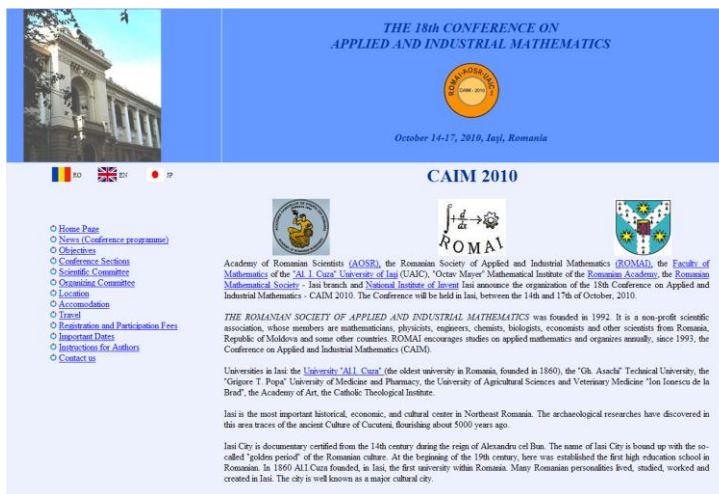 THE 18th CONFERENCE ON
APPLIED AND INDUSTRIAL MATHEMATICS
ROMAI-AOSR-UAIC
CAIM - 2010
October 14-17, 2010, Iaşi, Romania
RO EN JP
CAIM 2010
ROMAI
Home Page
News (Conference programme)
Objectives
Conference Sections
Scientific Committee
Organizing Committee
Location
Accomodation
Travel
Registration and Participation Fees
Important Dates
Instructions for Authors
Contact us
Academy of Romanian Scientists (AOSR), the Romanian Society of Applied and Industrial Mathematics (ROMAI), the Faculty of
Mathematics of the "Al. I. Cuza" University of Iasi (UAIC), "Octav Mayer" Mathematical Institute of the Romanian Academy, the Romanian
Mathematical Society - Iasi branch and National Institute of Invent Iasi announce the organization of the 18th Conference on Applied and
Industrial Mathematics - CAIM 2010. The Conference will be held in Iasi, between the 14th and 17th of October, 2010.
THE ROMANIAN SOCIETY OF APPLIED AND INDUSTRIAL MATHEMATICS was founded in 1992. It is a non-profit scientific
association, whose members are mathematicians, physicists, engineers, chemists, biologists, economists and other scientists from Romania,
Republic of Moldova and some other countries. ROMAI encourages studies on applied mathematics and organizes annually, since 1993, the
Conference on Applied and Industrial Mathematics (CAIM).
Universities in Iasi: the University "Al.I. Cuza" (the oldest university in Romania, founded in 1860), the "Gh. Asachi" Technical University, the
"Grigore T. Popa" University of Medicine and Pharmacy, the University of Agricultural Sciences and Veterinary Medicine "Ion Ionescu de la
Brad", the Academy of Art, the Catholic Theological Institute.
Iasi is the most important historical, economic, and cultural center in Northeast Romania. The archaeological researches have discovered in
this area traces of the ancient Culture of Cucuteni, flourishing about 5000 years ago.
Iasi City is documentary certified from the 14th century during the reign of Alexandru cel Bun. The name of Iasi City is bound up with the so-
called "golden period" of the Romanian culture. At the beginning of the 19th century, here was established the first high education school in
Romanian. In 1860 Al.I.Cuza founded, in Iasi, the first university within Romania. Many Romanian personalities lived, studied, worked and
created in Iasi. The city is well known as a major cultural city.